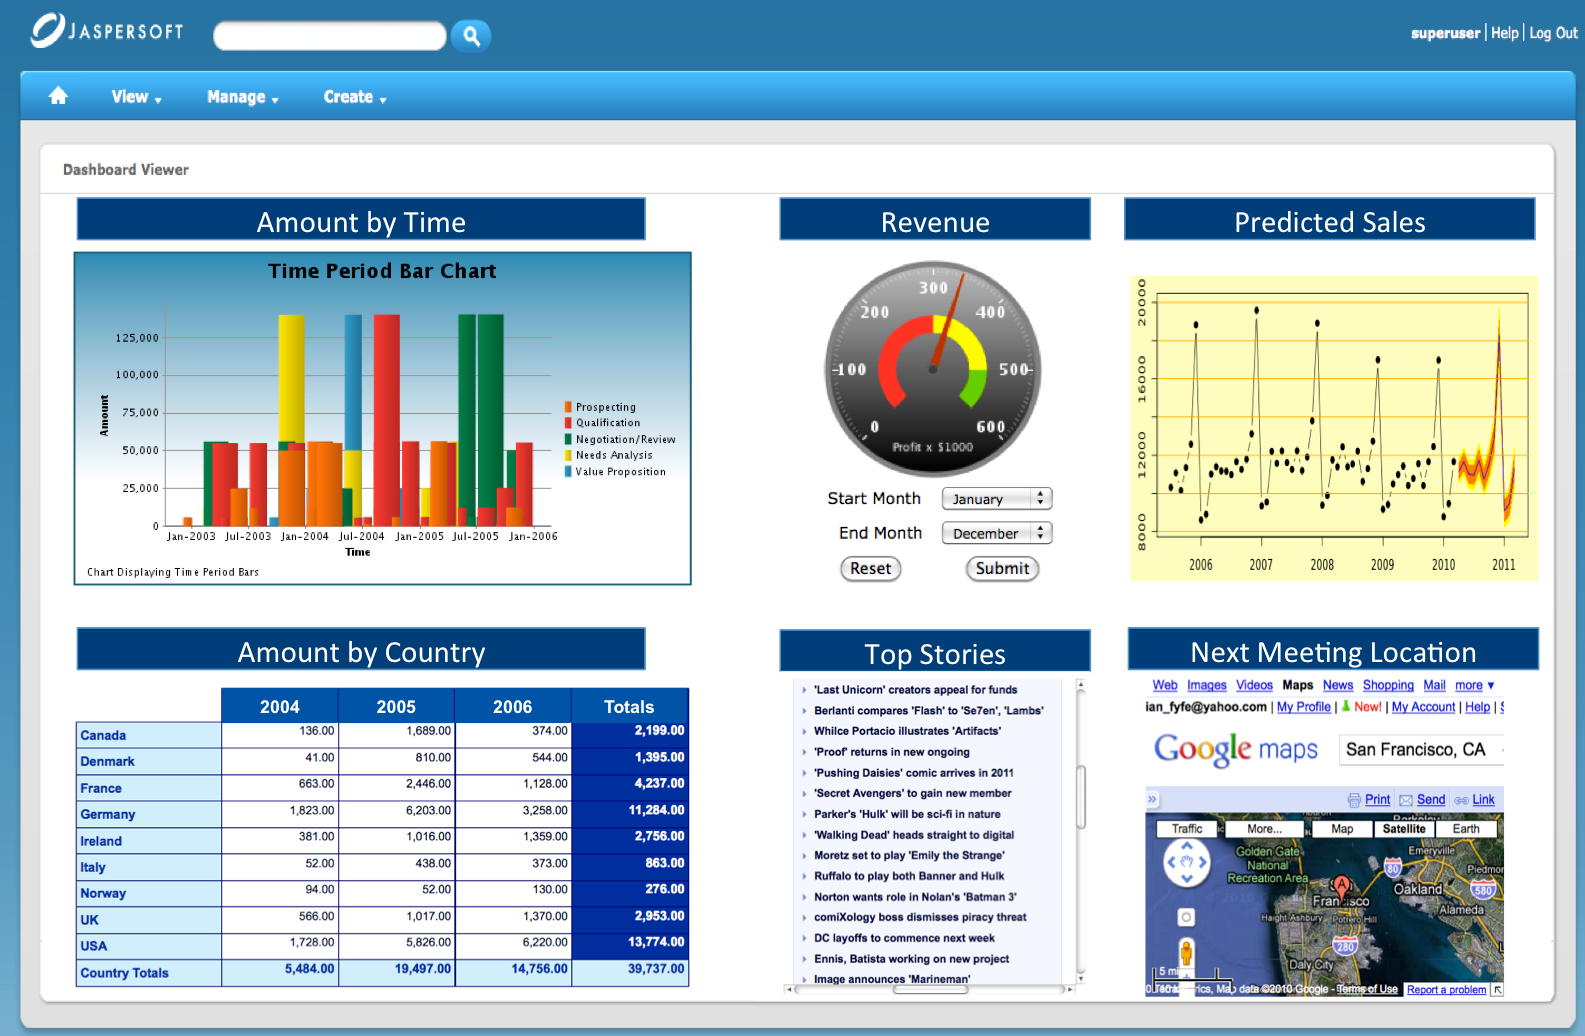 JASPERSOFT
superuser | Help | Log Out
View
Manage
Create
Dashboard Viewer
Amount by Time
Time Period Bar Chart
Amount
125,000
100,000
75,000
50,000
25,000
0
Jan-2003 Jul-2003 Jan-2004 Jul-2004 Jan-2005 Jul-2005 Jan-2006
Time
Prospecting
Qualification
Negotiation/Review
Needs Analysis
Value Proposition
Chart Displaying Time Period Bars
Revenue
0
100
200
300
400
500
600
Profit x $1000
Start Month January
End Month December
Reset Submit
Predicted Sales
20000
16000
12000
8000
2006 2007 2008 2009 2010 2011
Amount by Country
2004 2005 2006 Totals
Canada 136.00 1,689.00 374.00 2,199.00
Denmark 41.00 810.00 544.00 1,395.00
France 663.00 2,446.00 1,128.00 4,237.00
Germany 1,823.00 6,203.00 3,258.00 11,284.00
Ireland 381.00 1,016.00 1,359.00 2,756.00
Italy 52.00 438.00 373.00 863.00
Norway 94.00 52.00 130.00 276.00
UK 566.00 1,017.00 1,370.00 2,953.00
USA 1,728.00 5,826.00 6,220.00 13,774.00
Country Totals 5,484.00 19,497.00 14,756.00 39,737.00
Top Stories
'Last Unicorn' creators appeal for funds
Berlanti compares 'Flash' to 'Se7en', 'Lambs'
Whilce Portacio illustrates 'Artifacts'
'Proof' returns in new ongoing
'Pushing Daisies' comic arrives in 2011
'Secret Avengers' to gain new member
Parker's 'Hulk' will be sci-fi in nature
'Walking Dead' heads straight to digital
Moretz set to play 'Emily the Strange'
Ruffalo to play both Banner and Hulk
Norton wants role in Nolan's 'Batman 3'
comiXology boss dismisses piracy threat
DC layoffs to commence next week
Ennis, Batista working on new project
Image announces 'Marineman'
Next Meeting Location
Web Images Videos Maps News Shopping Mail more ▼
ian_fyfe@yahoo.com | My Profile | New! | My Account | Help |
Google maps
San Francisco, CA
» Print Send Link
Traffic More... Map Satellite Earth
Golden Gate
National
Recreation Area
Emeryville
80
Piedmon
Oakland
580
A
Francisco
Alameda
Haight Ashbury Potrero Hill
280
Daly City
5 mi
Map data ©2010 Google - Terms of Use
Report a problem